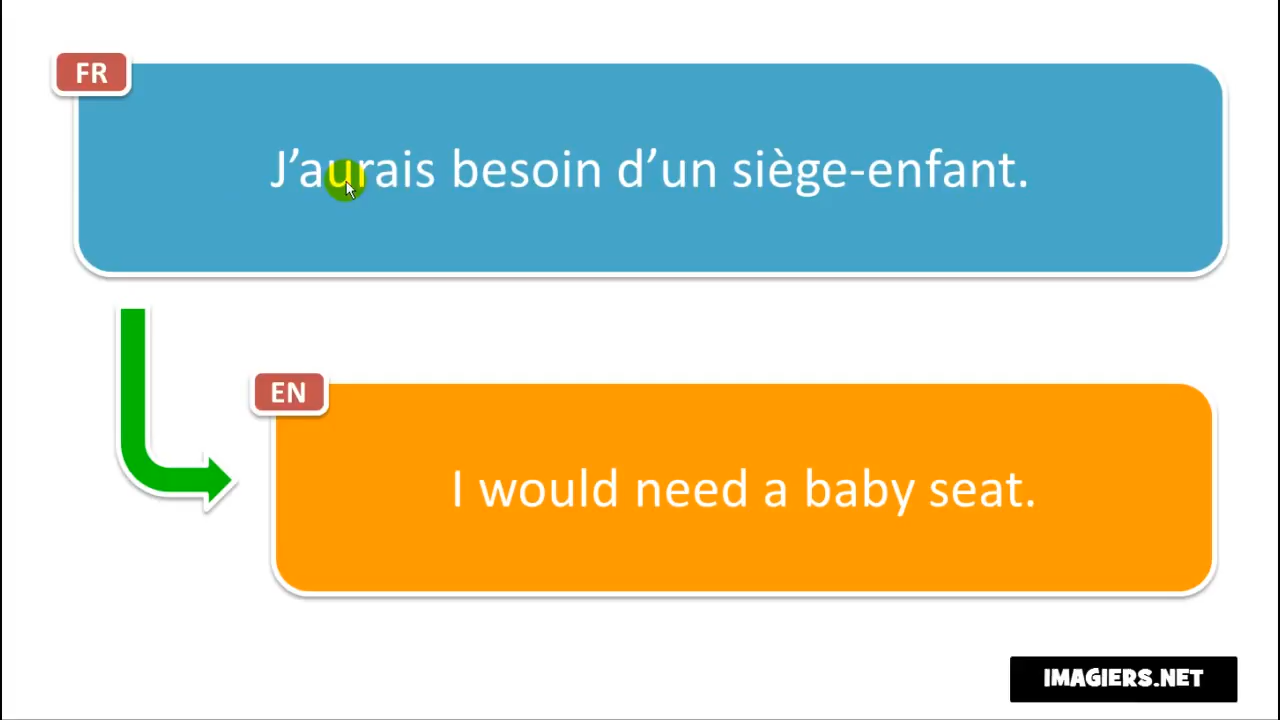 FR
J’aurais besoin d’un siège-enfant.
EN
I would need a baby seat.
IMAGIERS.NET